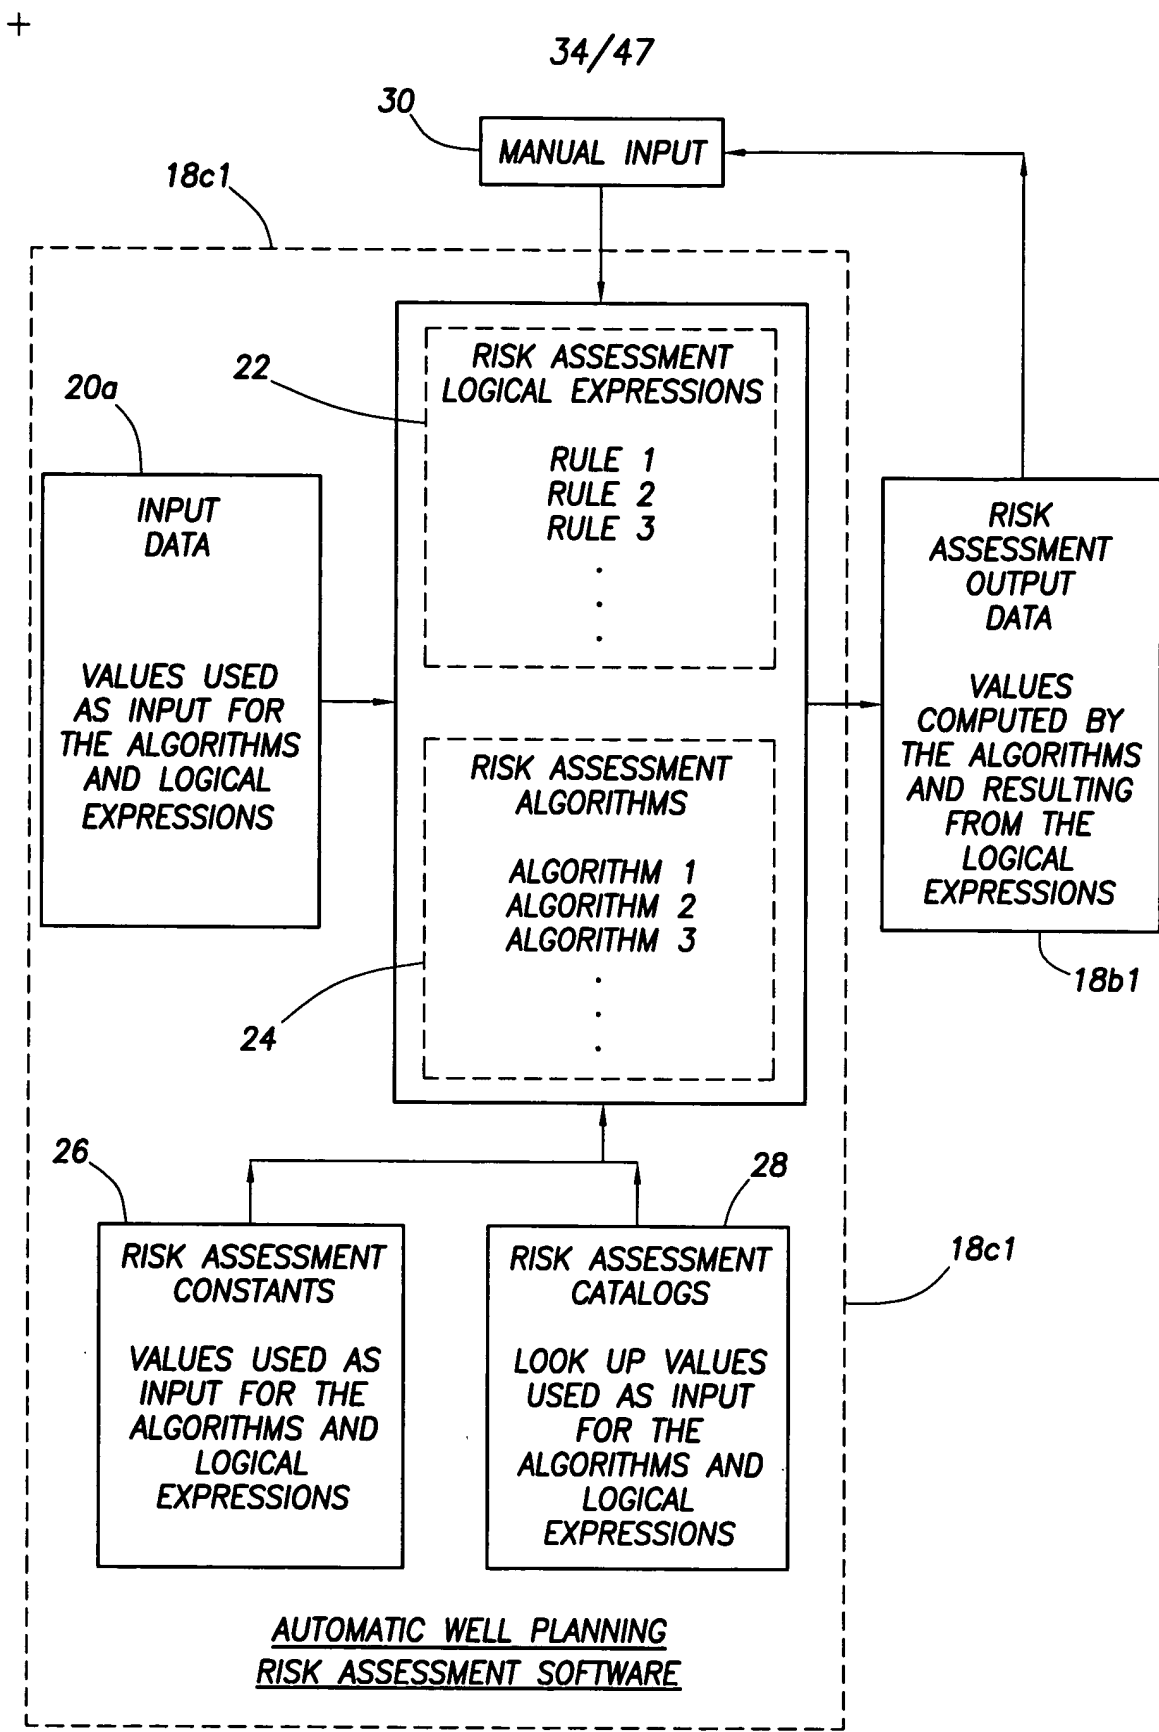 34/47
30
MANUAL INPUT
18c1
22
RISK ASSESSMENT
LOGICAL EXPRESSIONS
RULE 1
RULE 2
RULE 3
.
.
.
20a
INPUT
DATA
VALUES USED
AS INPUT FOR
THE ALGORITHMS
AND LOGICAL
EXPRESSIONS
RISK
ASSESSMENT
OUTPUT
DATA
VALUES
COMPUTED BY
THE ALGORITHMS
AND RESULTING
FROM THE
LOGICAL
EXPRESSIONS
18b1
RISK ASSESSMENT
ALGORITHMS
ALGORITHM 1
ALGORITHM 2
ALGORITHM 3
.
.
.
24
26
RISK ASSESSMENT
CONSTANTS
VALUES USED AS
INPUT FOR THE
ALGORITHMS AND
LOGICAL
EXPRESSIONS
28
RISK ASSESSMENT
CATALOGS
LOOK UP VALUES
USED AS INPUT
FOR THE
ALGORITHMS AND
LOGICAL
EXPRESSIONS
18c1
AUTOMATIC WELL PLANNING
RISK ASSESSMENT SOFTWARE